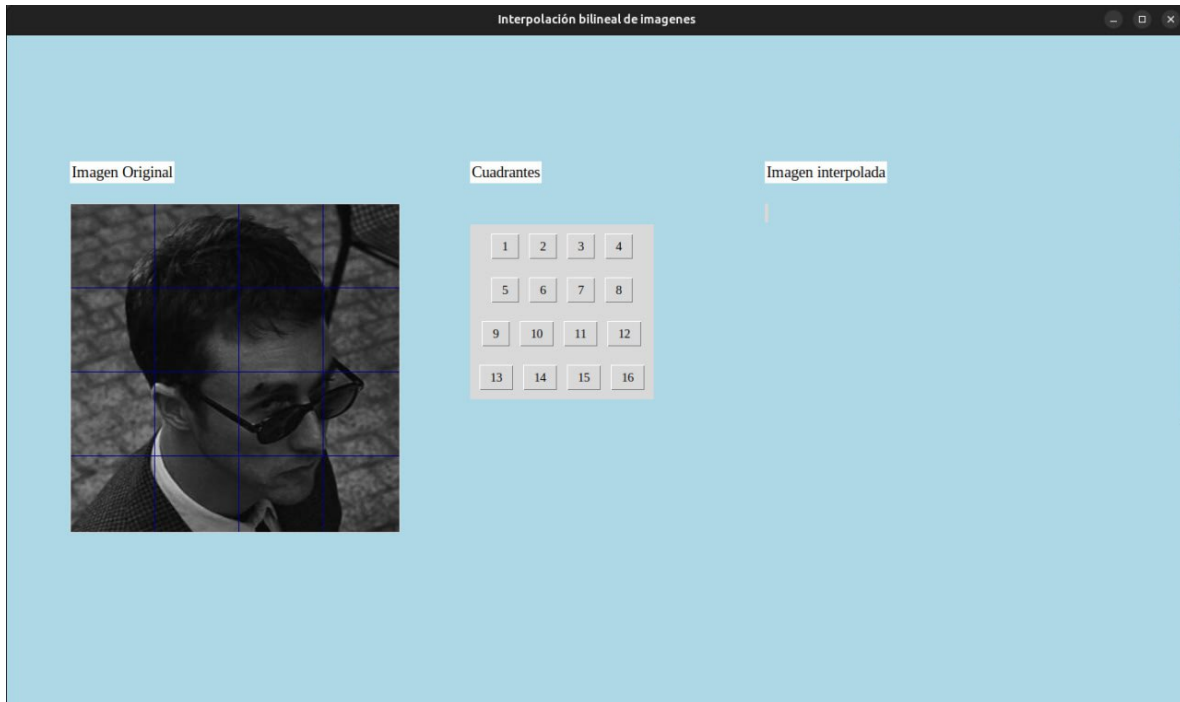 Interpolación bilineal de imagenes
Imagen Original
Cuadrantes
Imagen interpolada
1 2 3 4
5 6 7 8
9 10 11 12
13 14 15 16